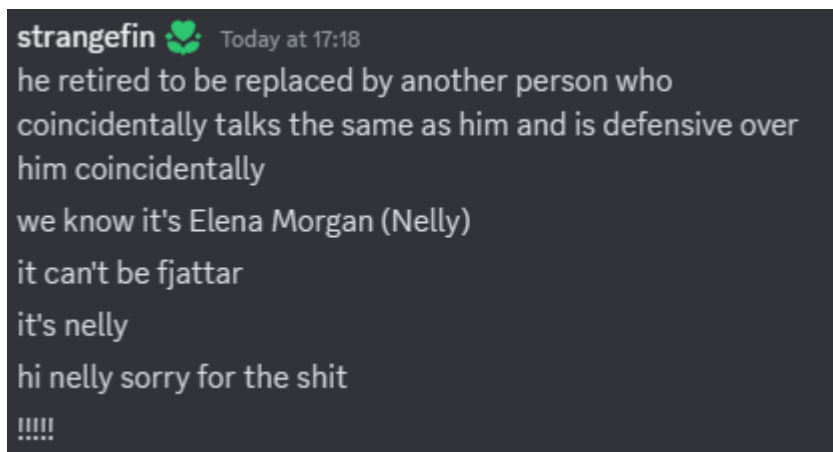 strangefin Today at 17:18
he retired to be replaced by another person who
coincidentally talks the same as him and is defensive over
him coincidentally
we know it's Elena Morgan (Nelly)
it can't be fjattar
it's nelly
hi nelly sorry for the shit
!!!!!